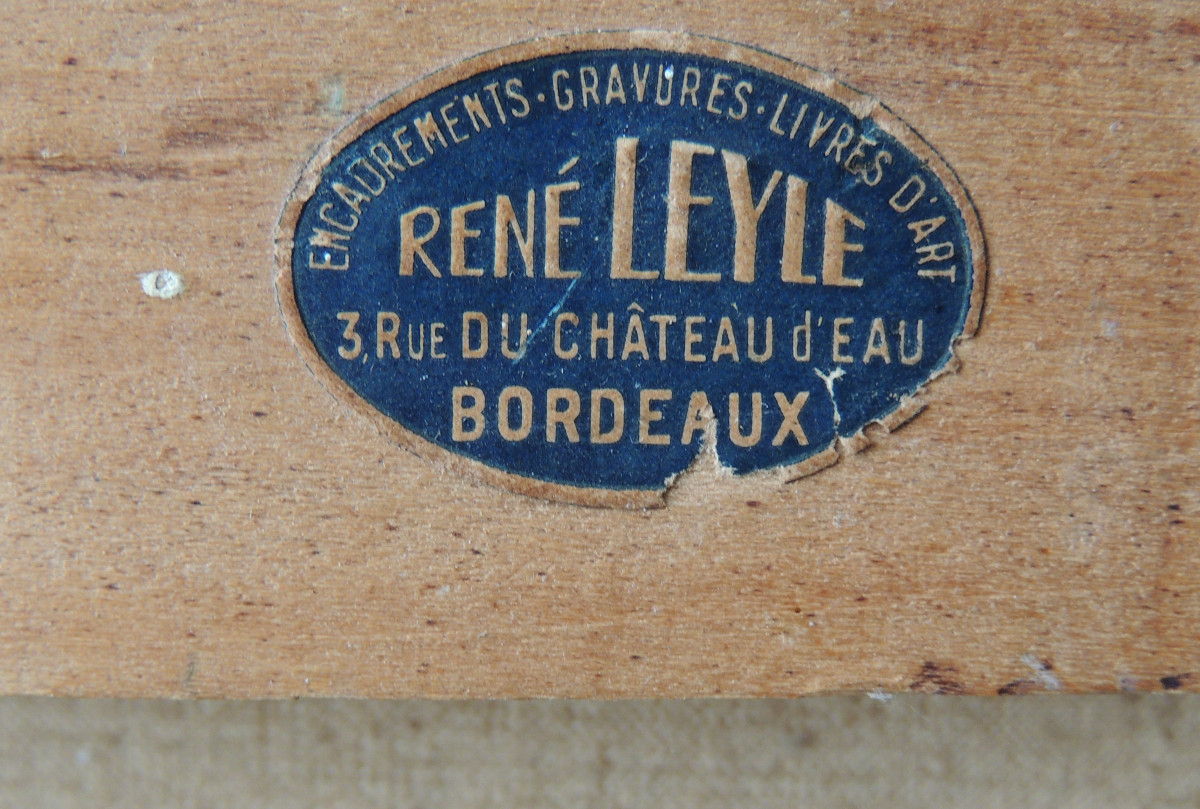 ENCADREMENTS·GRAVURES·LIVRES D'ART
RENÉ LEYLE
3, RUE DU CHÂTEAU d'EAU
BORDEAUX